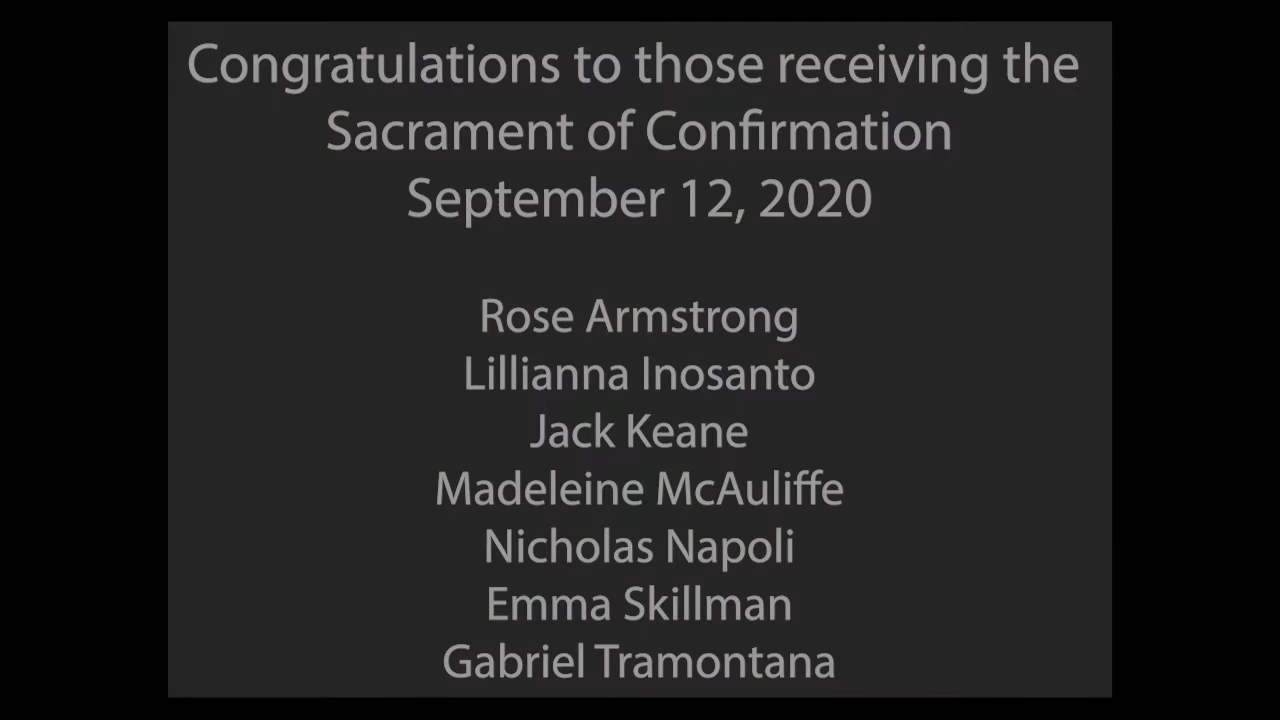 Congratulations to those receiving the
Sacrament of Confirmation
September 12, 2020
Rose Armstrong
Lillianna Inosanto
Jack Keane
Madeleine McAuliffe
Nicholas Napoli
Emma Skillman
Gabriel Tramontana